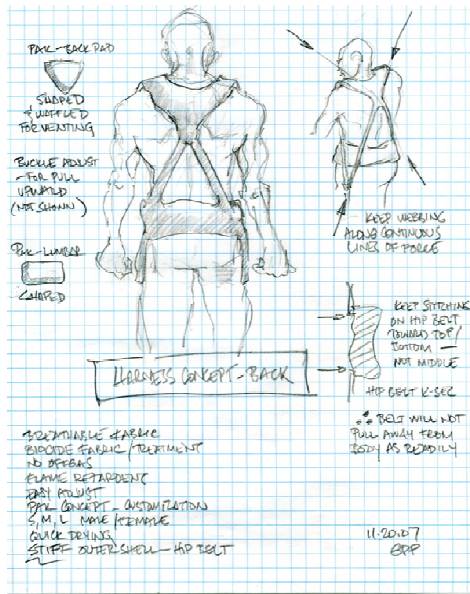 PAK-BACK PAD
SHAPED
& WAFFLED
FOR VENTING
BUCKLE ADJUST
- FOR PULL
UPWARD
(NOT SHOWN)
PAK-LUMBAR
SHAPED
KEEP WEBBING
ALONG CONTINUOUS
LINES OF FORCE
KEEP STITCHING
ON HIP BELT
TOWARD TOP/
BOTTOM -
NOT MIDDLE
HIP BELT X-SEC
∴ BELT WILL NOT
PULL AWAY FROM
BODY AS READILY
HARNESS CONCEPT - BACK
BREATHABLE FABRIC
BIOCIDE FABRIC/TREATMENT
NO OFFGAS
FLAME RETARDENT
EASY ADJUST
PAK CONCEPT - CUSTOMIZATION
S, M, L MALE/FEMALE
QUICK DRYING
STIFF OUTER SHELL - HIP BELT
11.20.07